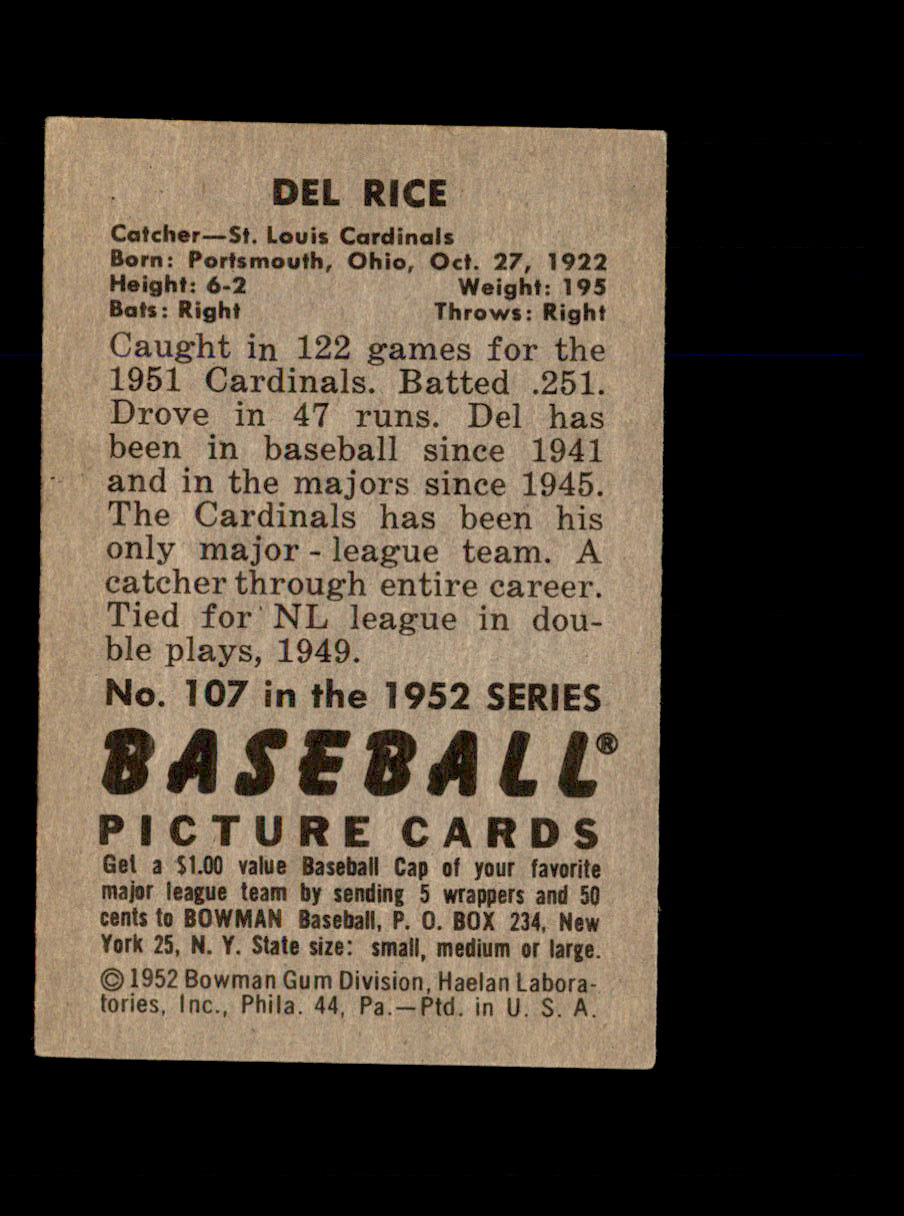 DEL RICE
Catcher—St. Louis Cardinals
Born: Portsmouth, Ohio, Oct. 27, 1922
Height: 6-2 Weight: 195
Bats: Right Throws: Right
Caught in 122 games for the
1951 Cardinals. Batted .251.
Drove in 47 runs. Del has
been in baseball since 1941
and in the majors since 1945.
The Cardinals has been his
only major-league team. A
catcher through entire career.
Tied for NL league in dou-
ble plays, 1949.
No. 107 in the 1952 SERIES
BASEBALL®
PICTURE CARDS
Get a $1.00 value Baseball Cap of your favorite
major league team by sending 5 wrappers and 50
cents to BOWMAN Baseball, P. O. BOX 234, New
York 25, N. Y. State size: small, medium or large.
© 1952 Bowman Gum Division, Haelan Labora-
tories, Inc., Phila. 44, Pa.—Ptd. in U. S. A.